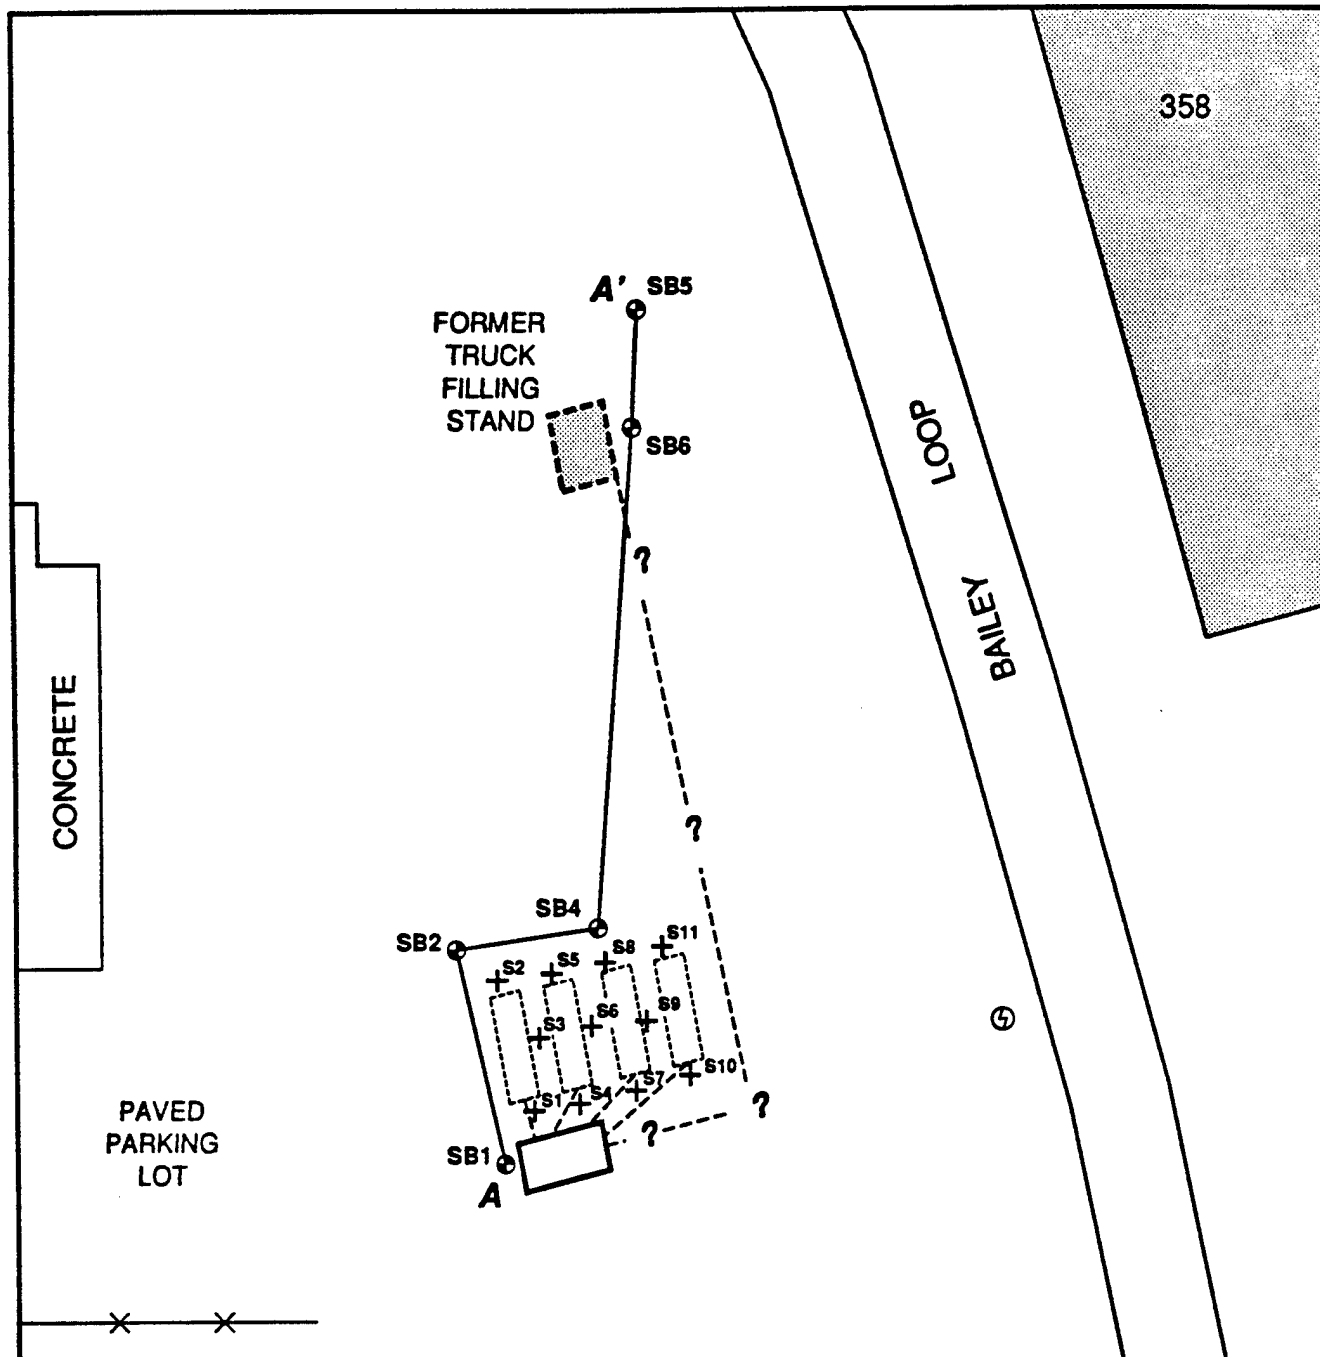 358
A' SB5
FORMER
TRUCK
FILLING
STAND
SB6
LOOP
?
BAILEY
CONCRETE
?
SB4
SB2
S11
S8
S5
S2
S9
S6
S3
S10
S7
S4
S1
?
?
PAVED
PARKING
LOT
SB1
A